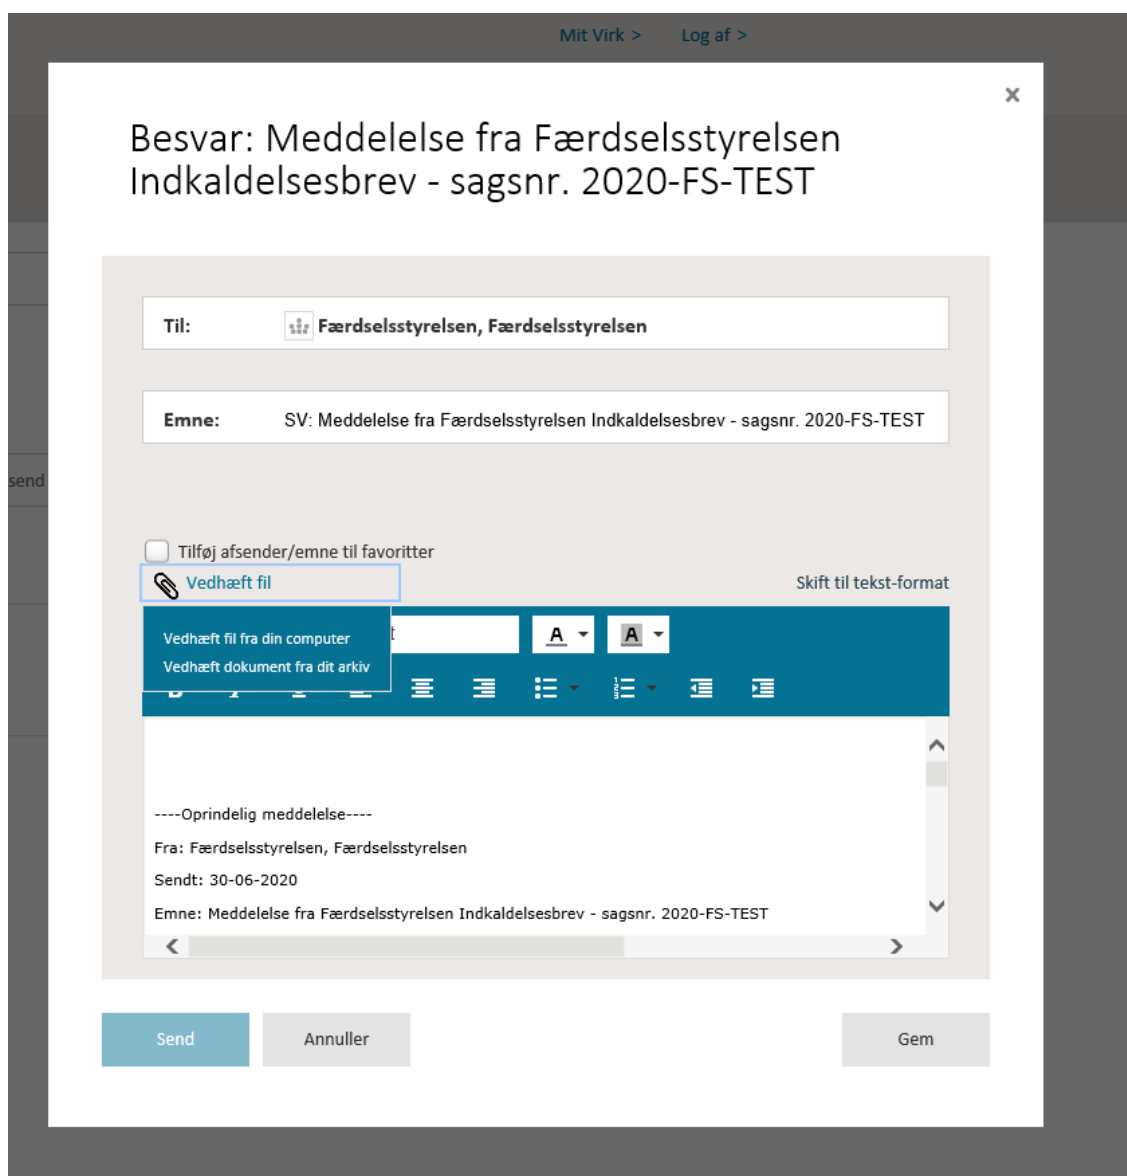 Mit Virk >
Log af >
Besvar: Meddelelse fra Færdselsstyrelsen
Indkaldelsesbrev - sagsnr. 2020-FS-TEST
Til: Færdselsstyrelsen, Færdselsstyrelsen
Emne: SV: Meddelelse fra Færdselsstyrelsen Indkaldelsesbrev - sagsnr. 2020-FS-TEST
send
Tilføj afsender/emne til favoritter
Vedhæft fil
Skift til tekst-format
Vedhæft fil fra din computer
Vedhæft dokument fra dit arkiv
A
A
----Oprindelig meddelelse----
Fra: Færdselsstyrelsen, Færdselsstyrelsen
Sendt: 30-06-2020
Emne: Meddelelse fra Færdselsstyrelsen Indkaldelsesbrev - sagsnr. 2020-FS-TEST
Send
Annuller
Gem